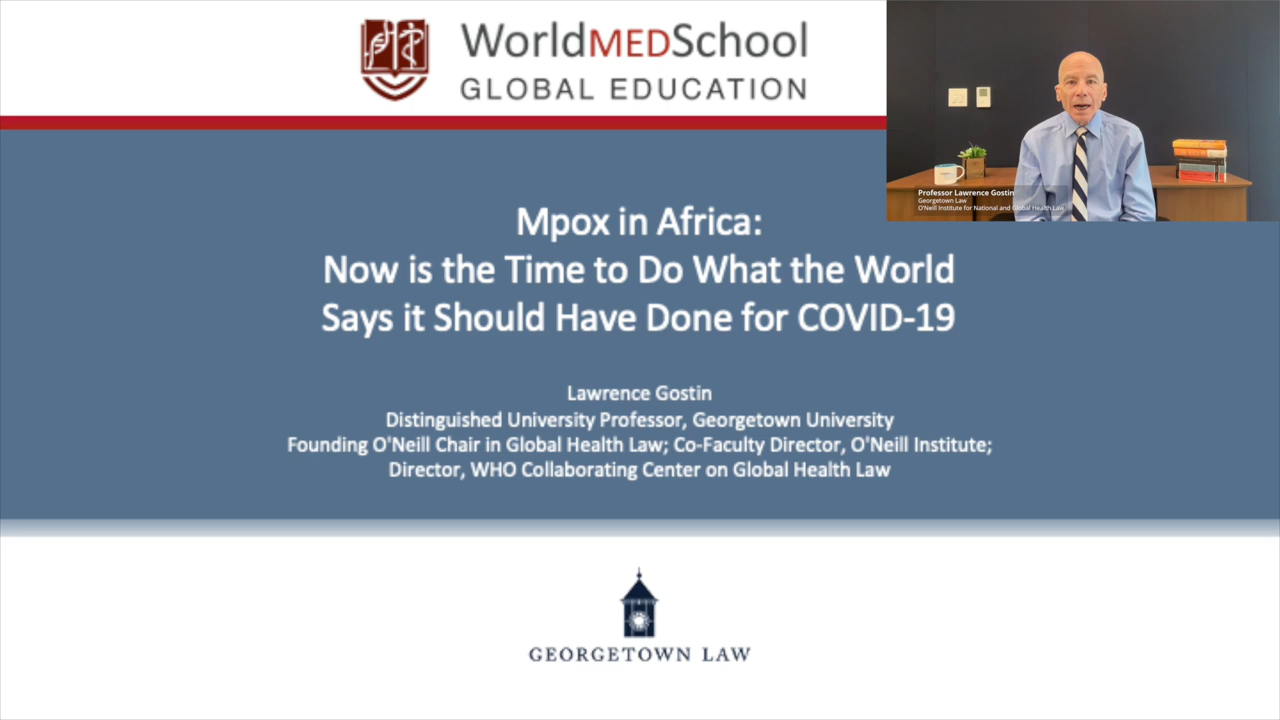 WorldMEDSchool
GLOBAL EDUCATION
Professor Lawrence Gostin
Georgetown Law
O'Neill Institute for National and Global Health Law
Mpox in Africa:
Now is the Time to Do What the World
Says it Should Have Done for COVID-19
Lawrence Gostin
Distinguished University Professor, Georgetown University
Founding O'Neill Chair in Global Health Law; Co-Faculty Director, O'Neill Institute;
Director, WHO Collaborating Center on Global Health Law
GEORGETOWN LAW